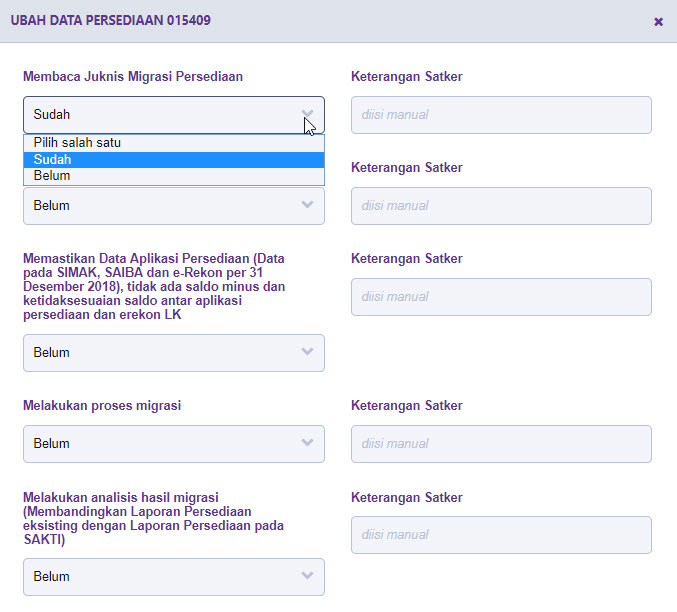 UBAH DATA PERSEDIAAN 015409
Membaca Juknis Migrasi Persediaan
Keterangan Satker
Sudah
diisi manual
Pilih salah satu
Sudah
Belum
Keterangan Satker
Belum
diisi manual
Memastikan Data Aplikasi Persediaan (Data
pada SIMAK, SAIBA dan e-Rekon per 31
Desember 2018), tidak ada saldo minus dan
ketidaksesuaian saldo antar aplikasi
persediaan dan erekon LK
Keterangan Satker
diisi manual
Belum
Melakukan proses migrasi
Keterangan Satker
Belum
diisi manual
Melakukan analisis hasil migrasi
(Membandingkan Laporan Persediaan
eksisting dengan Laporan Persediaan pada
SAKTI)
Keterangan Satker
diisi manual
Belum